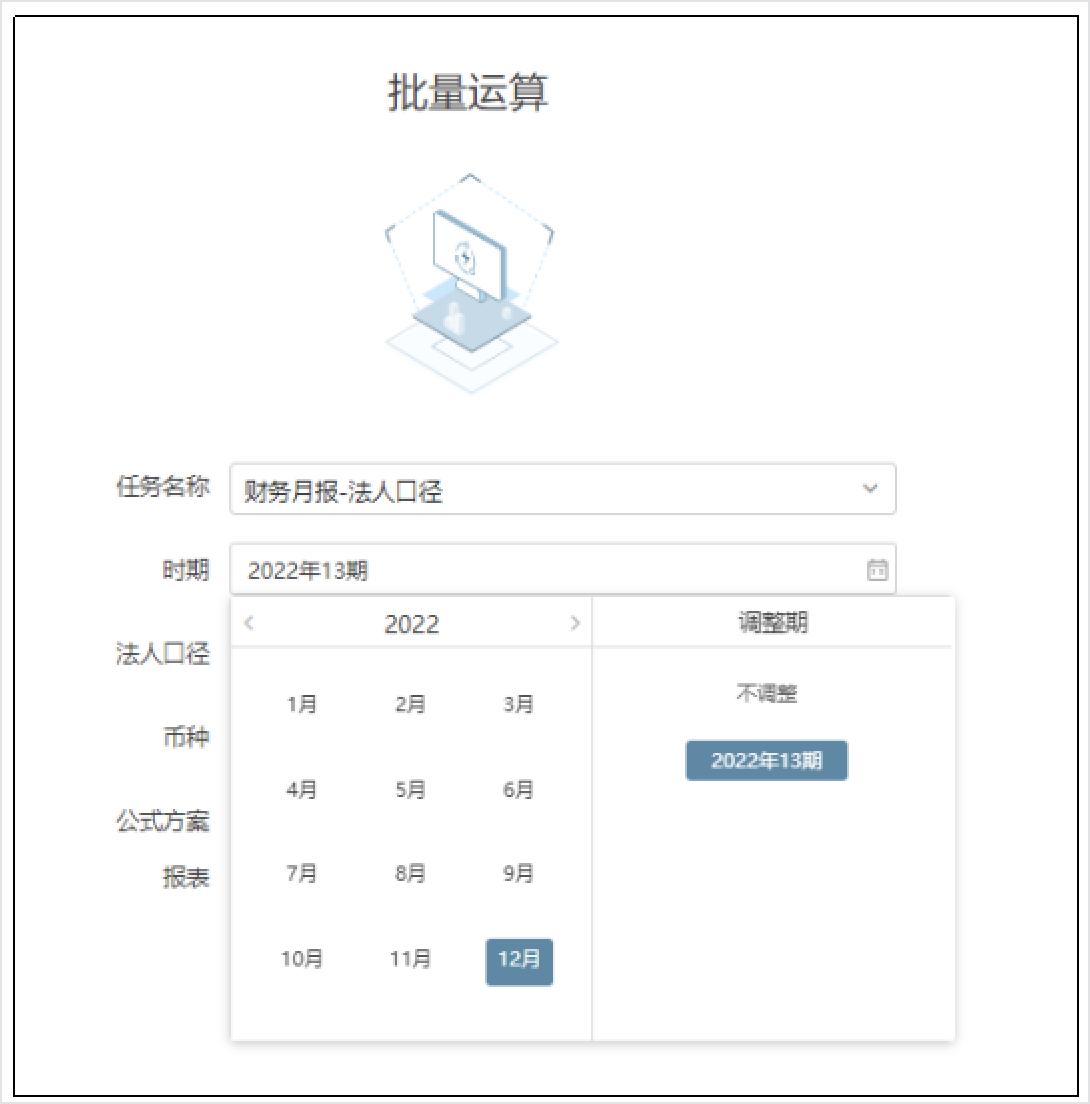 批量运算
任务名称 财务月报-法人口径
时期 2022年13期
2022 调整期
法人口径
1月 2月 3月 不调整
币种
2022年13期
4月 5月 6月
公式方案
7月 8月 9月
报表
10月 11月 12月